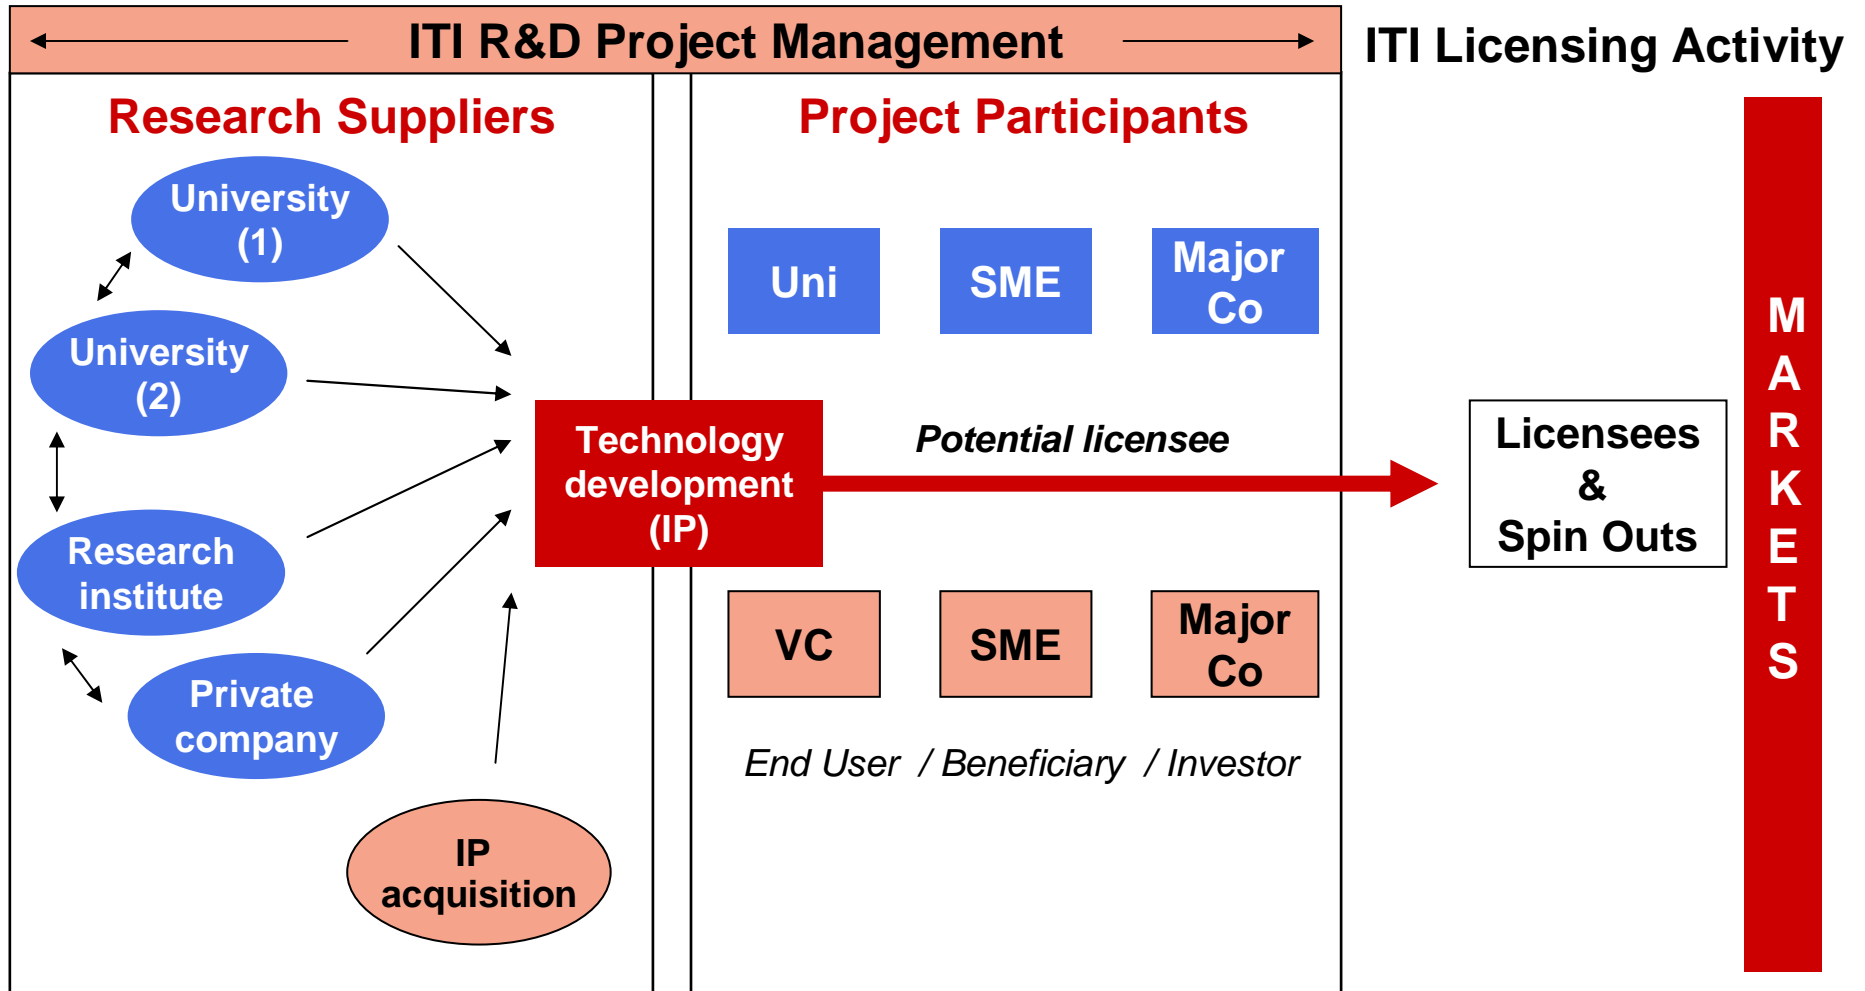 ITI R&D Project Management
ITI Licensing Activity
Research Suppliers
University
(1)
University
(2)
Research
institute
Private
company
IP
acquisition
Technology
development
(IP)
Project Participants
Uni
SME
Major
Co
Potential licensee
VC
SME
Major
Co
End User / Beneficiary / Investor
Licensees
&
Spin Outs
M
A
R
K
E
T
S